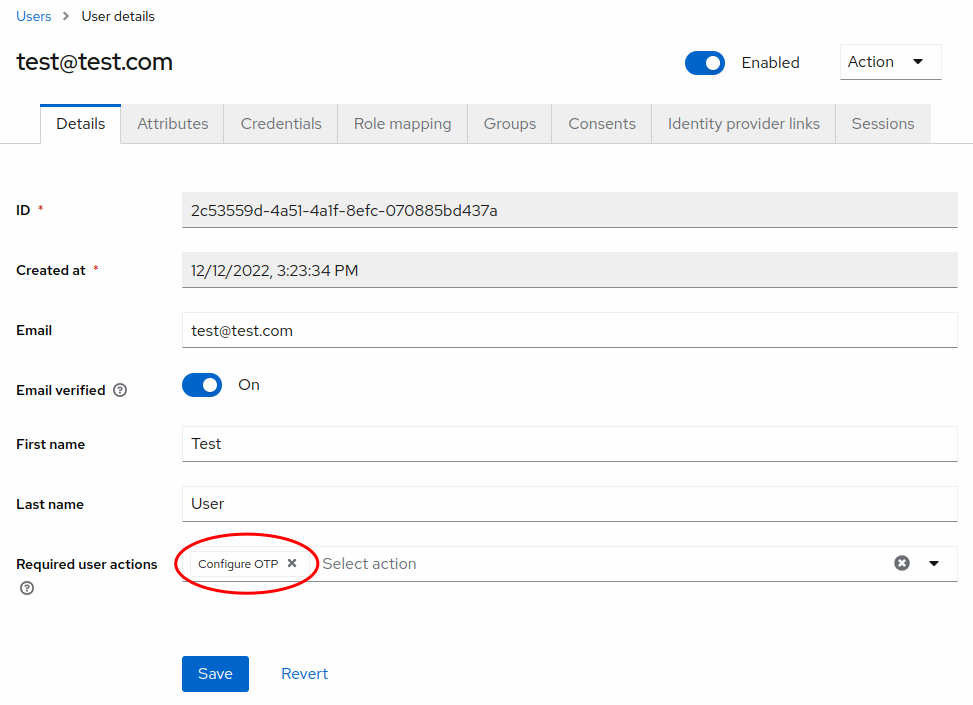 Users > User details
test@test.com
Enabled
Action
Details Attributes Credentials Role mapping Groups Consents Identity provider links Sessions
ID *
2c53559d-4a51-4a1f-8efc-070885bd437a
Created at *
12/12/2022, 3:23:34 PM
Email
test@test.com
Email verified ?
On
First name
Test
Last name
User
Required user actions ?
Configure OTP ×
Select action
Save Revert